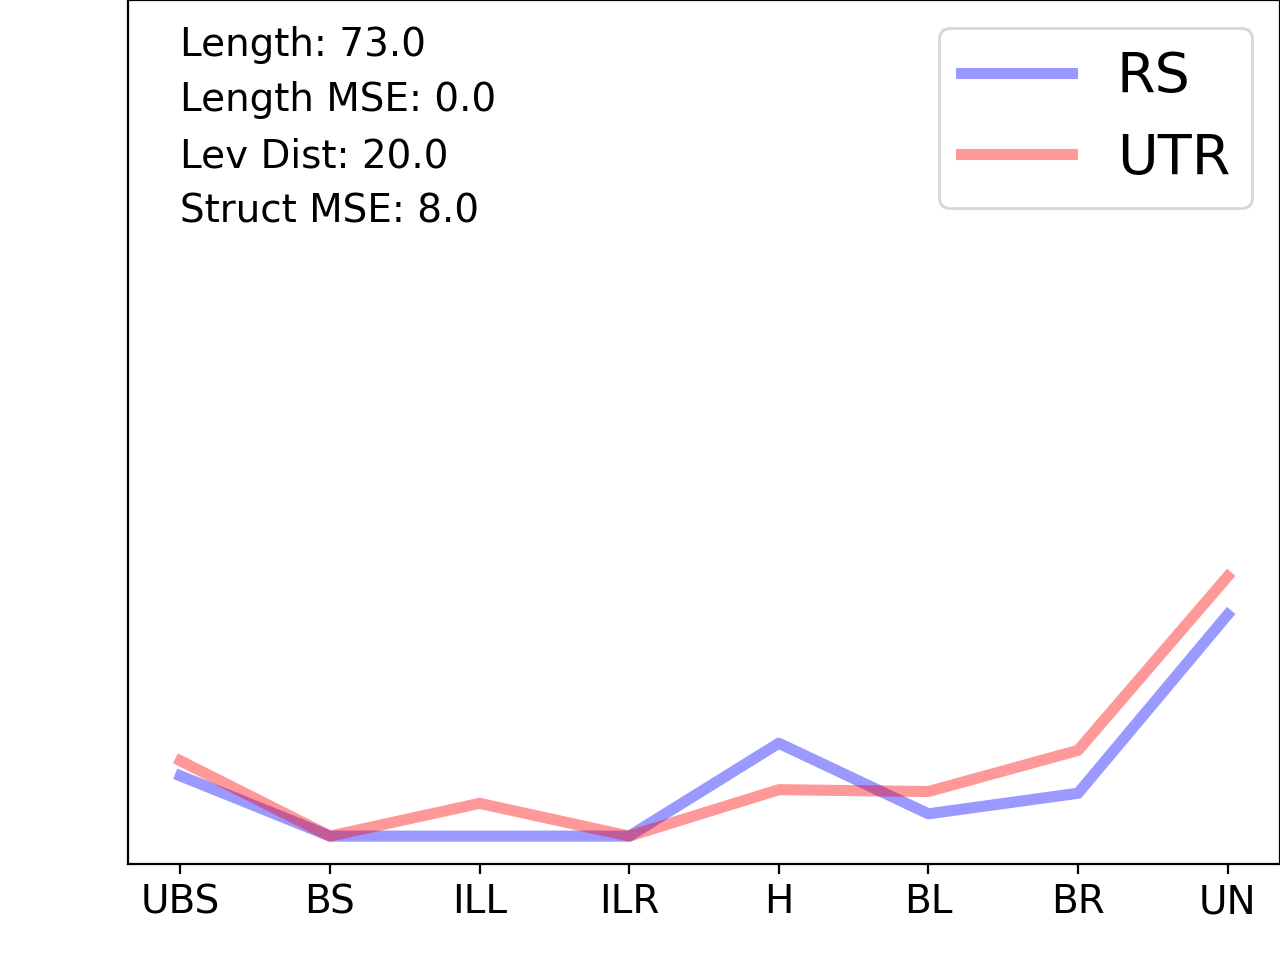 Length: 73.0
Length MSE: 0.0
Lev Dist: 20.0
Struct MSE: 8.0
RS
UTR
UBS BS ILL ILR H BL BR UN